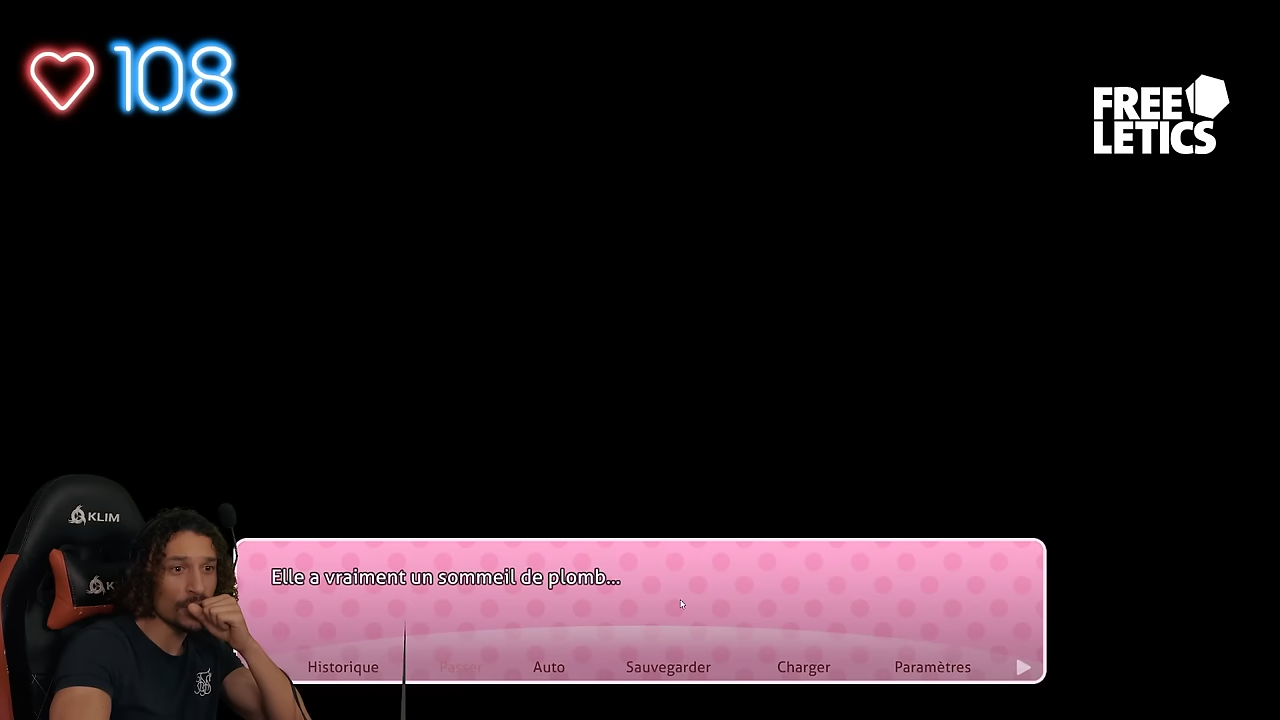 108
FREE
LETICS
KLIM
Elle a vraiment un sommeil de plomb...
Historique Passer Auto Sauvegarder Charger Paramètres